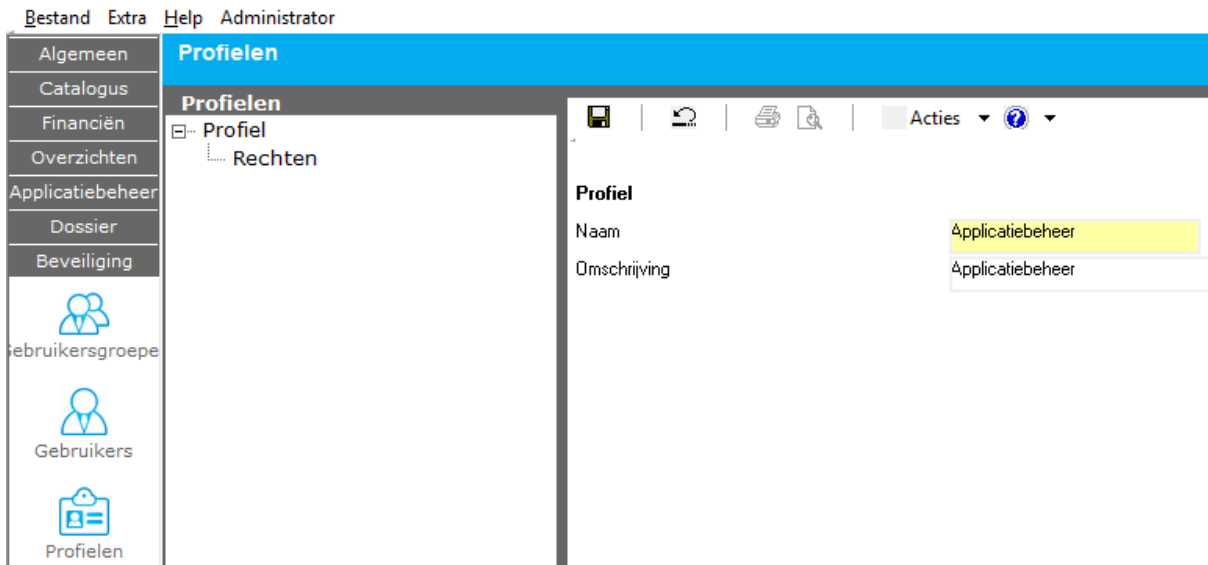 Bestand Extra Help Administrator
Algemeen
Catalogus
Financiën
Overzichten
Applicatiebeheer
Dossier
Beveiliging
ebruikersgroepe
Gebruikers
Profielen
Profielen
Profielen
Profiel
Rechten
Acties
Profiel
Naam Applicatiebeheer
Omschrijving Applicatiebeheer